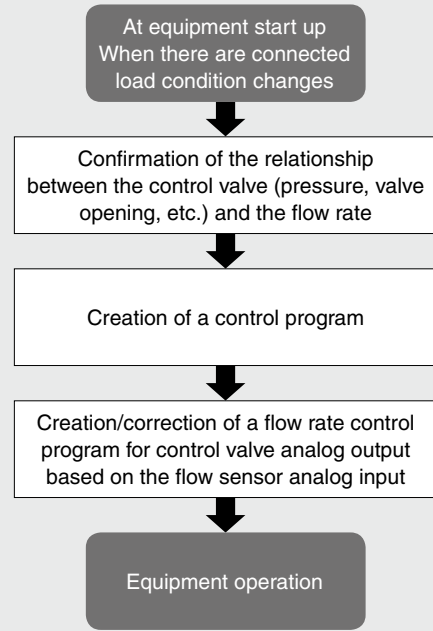 At equipment start up
When there are connected
load condition changes
Confirmation of the relationship
between the control valve (pressure, valve
opening, etc.) and the flow rate
Creation of a control program
Creation/correction of a flow rate control
program for control valve analog output
based on the flow sensor analog input
Equipment operation